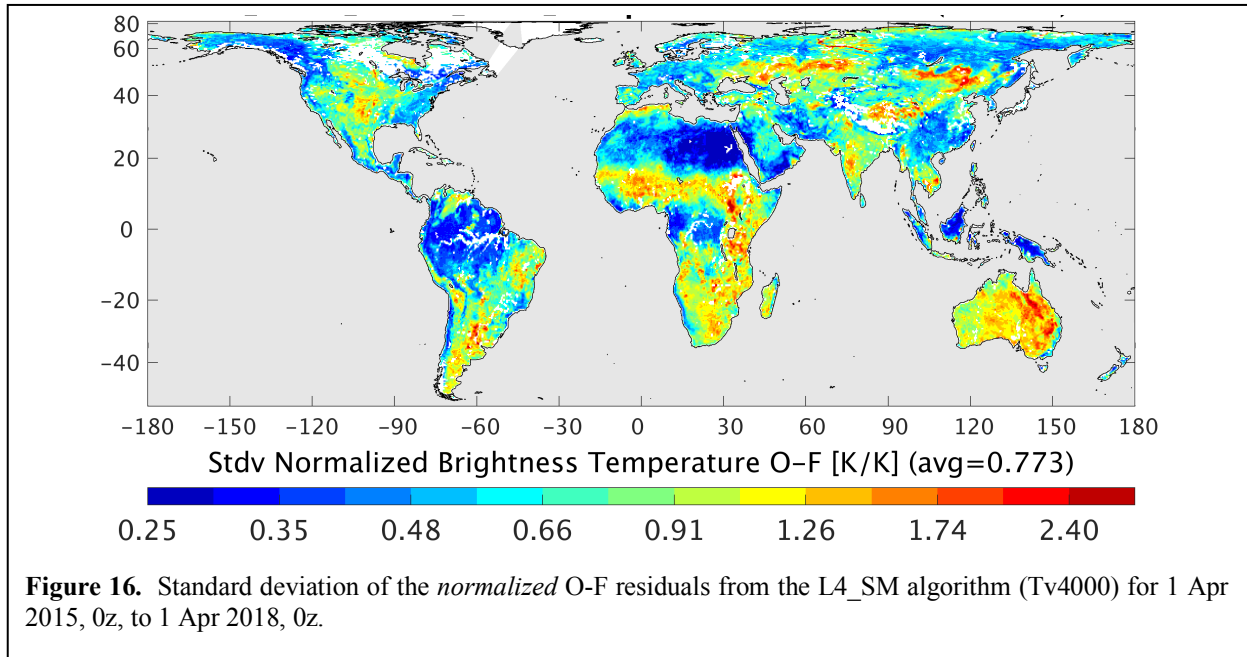 80
60
40
20
0
−20
−40
−180 −150 −120 −90 −60 −30 0 30 60 90 120 150 180
Stdv Normalized Brightness Temperature O−F [K/K] (avg=0.773)
0.25 0.35 0.48 0.66 0.91 1.26 1.74 2.40
Figure 16. Standard deviation of the normalized O-F residuals from the L4_SM algorithm (Tv4000) for 1 Apr
2015, 0z, to 1 Apr 2018, 0z.